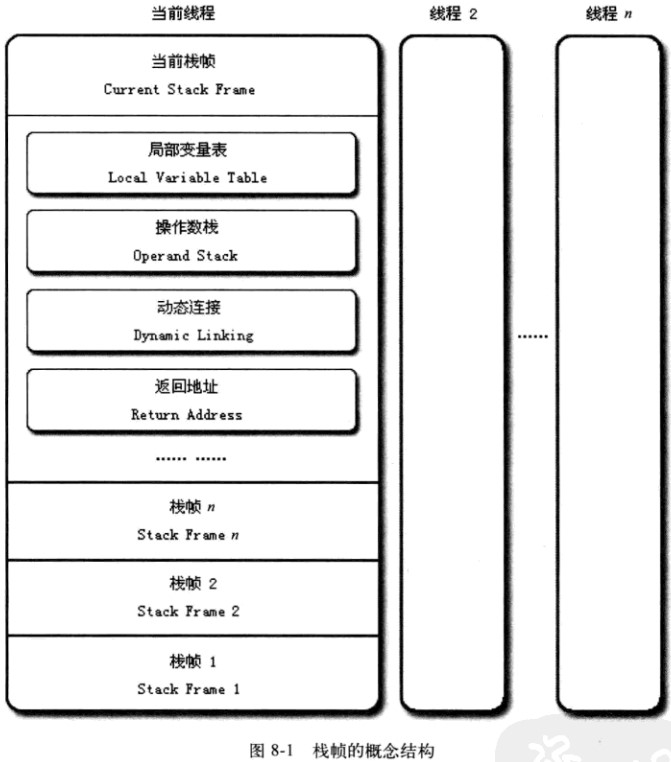 当前线程
线程 2
线程 n
当前栈帧
Current Stack Frame
局部变量表
Local Variable Table
操作数栈
Operand Stack
动态连接
Dynamic Linking
返回地址
Return Address
…… ……
……
栈帧 n
Stack Frame n
栈帧 2
Stack Frame 2
栈帧 1
Stack Frame 1
图 8-1 栈帧的概念结构